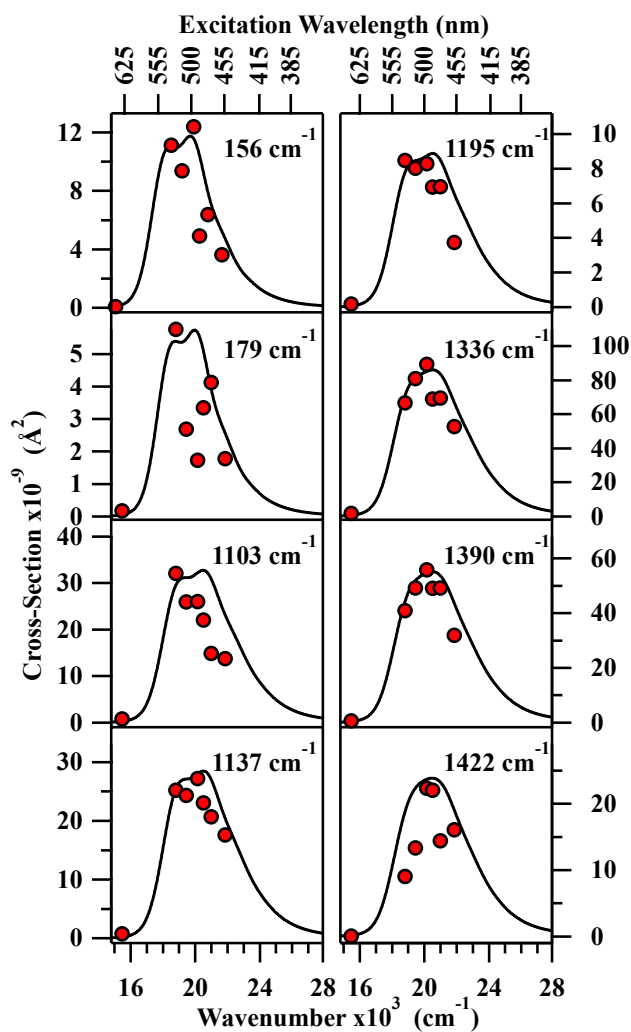 Excitation Wavelength (nm)
625 555 500 455 415 385
625 555 500 455 415 385
12
8
4
0
156 cm⁻¹
10
8
6
4
2
0
1195 cm⁻¹
5
4
3
2
1
0
179 cm⁻¹
100
80
60
40
20
0
1336 cm⁻¹
40
30
20
10
0
1103 cm⁻¹
60
40
20
0
1390 cm⁻¹
30
20
10
0
1137 cm⁻¹
20
10
0
1422 cm⁻¹
Cross-Section x10⁻⁹ (Å²)
16 20 24 28
16 20 24 28
Wavenumber x10³ (cm⁻¹)